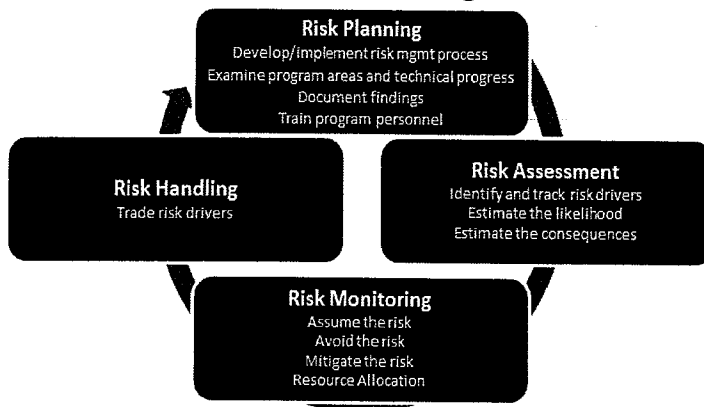 Risk Planning
Develop/implement risk mgmt process
Examine program areas and technical progress
Document findings
Train program personnel
Risk Handling
Trade risk drivers
Risk Assessment
Identify and track risk drivers
Estimate the likelihood
Estimate the consequences
Risk Monitoring
Assume the risk
Avoid the risk
Mitigate the risk
Resource Allocation